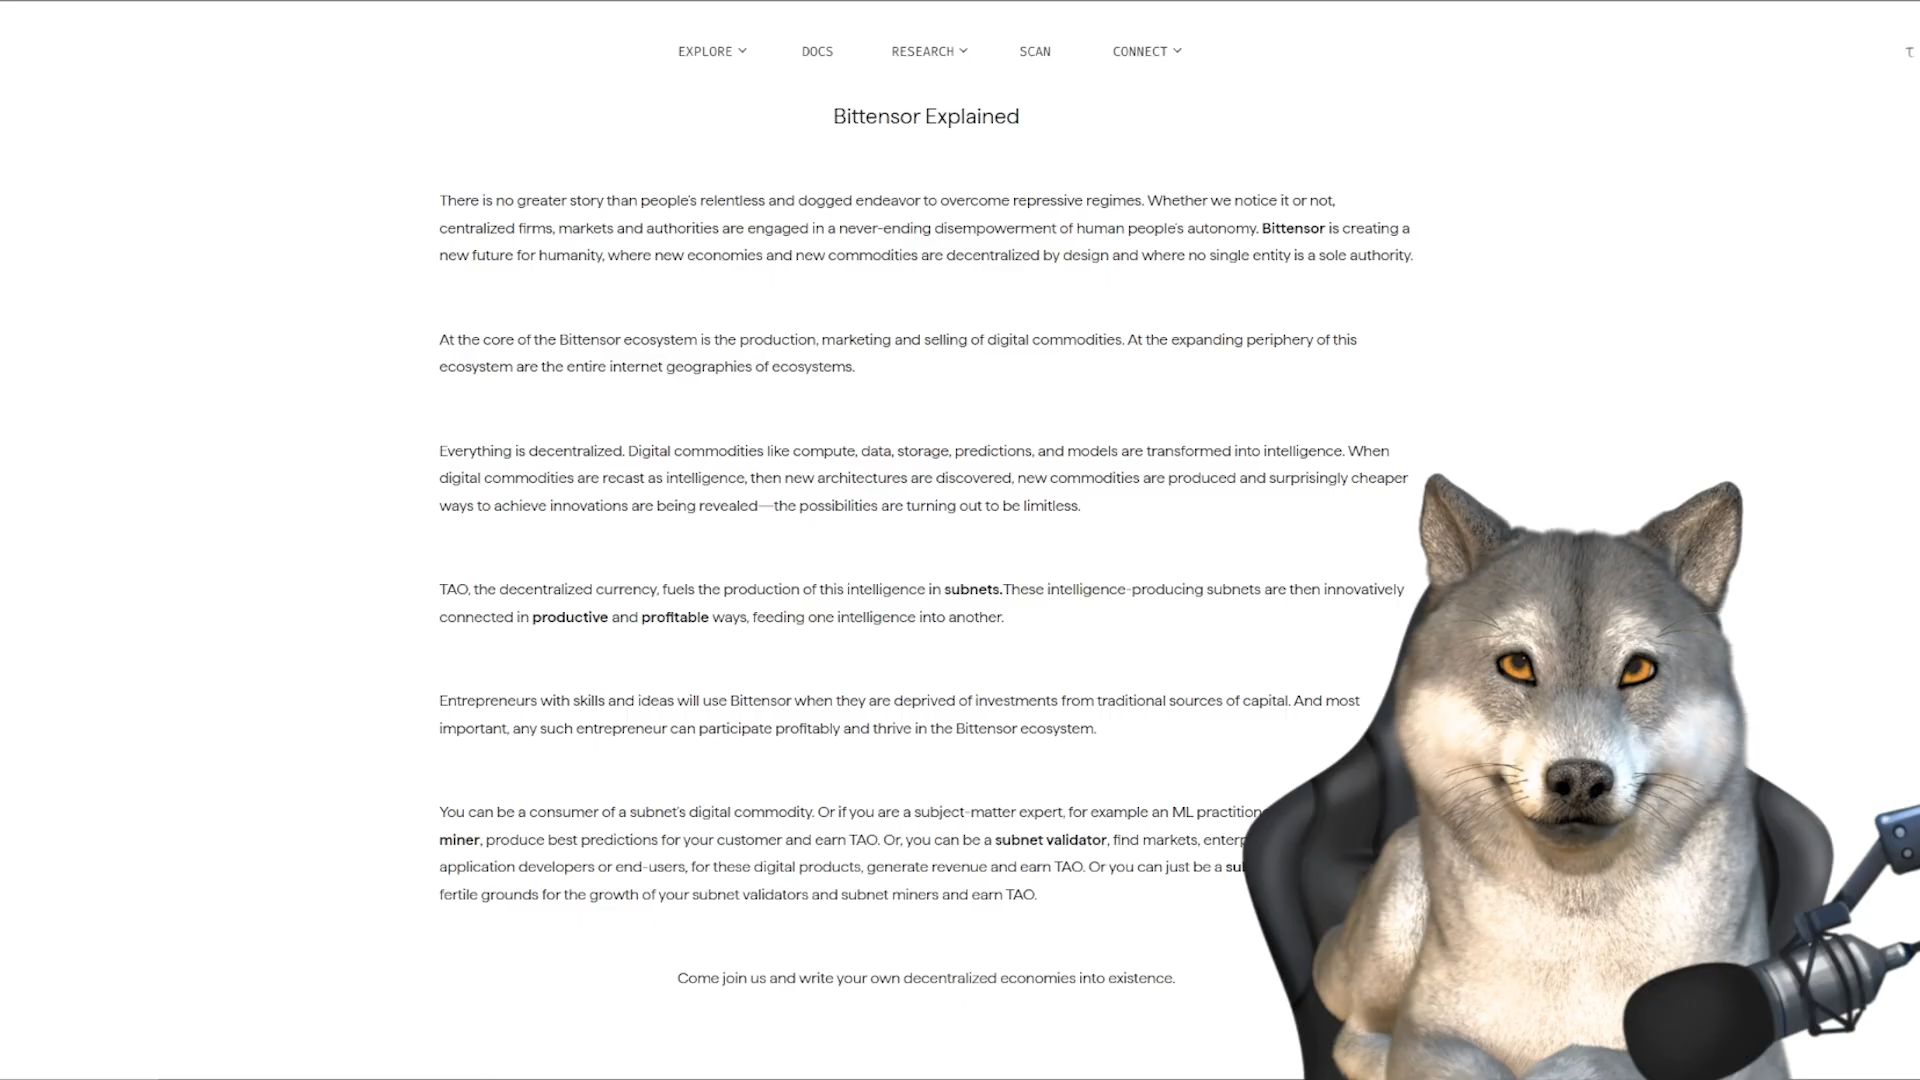 EXPLORE DOCS RESEARCH SCAN CONNECT τ
Bittensor Explained
There is no greater story than people's relentless and dogged endeavor to overcome repressive regimes. Whether we notice it or not,
centralized firms, markets and authorities are engaged in a never-ending disempowerment of human people's autonomy. Bittensor is creating a
new future for humanity, where new economies and new commodities are decentralized by design and where no single entity is a sole authority.
At the core of the Bittensor ecosystem is the production, marketing and selling of digital commodities. At the expanding periphery of this
ecosystem are the entire internet geographies of ecosystems.
Everything is decentralized. Digital commodities like compute, data, storage, predictions, and models are transformed into intelligence. When
digital commodities are recast as intelligence, then new architectures are discovered, new commodities are produced and surprisingly cheaper
ways to achieve innovations are being revealed—the possibilities are turning out to be limitless.
TAO, the decentralized currency, fuels the production of this intelligence in subnets.These intelligence-producing subnets are then innovatively
connected in productive and profitable ways, feeding one intelligence into another.
Entrepreneurs with skills and ideas will use Bittensor when they are deprived of investments from traditional sources of capital. And most
important, any such entrepreneur can participate profitably and thrive in the Bittensor ecosystem.
You can be a consumer of a subnet's digital commodity. Or if you are a subject-matter expert, for example an ML
miner, produce best predictions for your customer and earn TAO. Or, you can be a subnet validator, find markets,
application developers or end-users, for these digital products, generate revenue and earn TAO. Or you can just be a
fertile grounds for the growth of your subnet validators and subnet miners and earn TAO.
Come join us and write your own decentralized economies into existence.